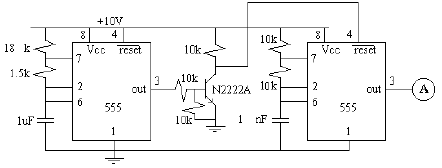 +10V
8 4
Vcc reset
18 k
7
1.5k
2
6
555
3
out
1
1uF
10k
10k
10k
N2222A
1 nF
10k
10k
8 4
Vcc reset
7
2
6
555
3
out
1
A